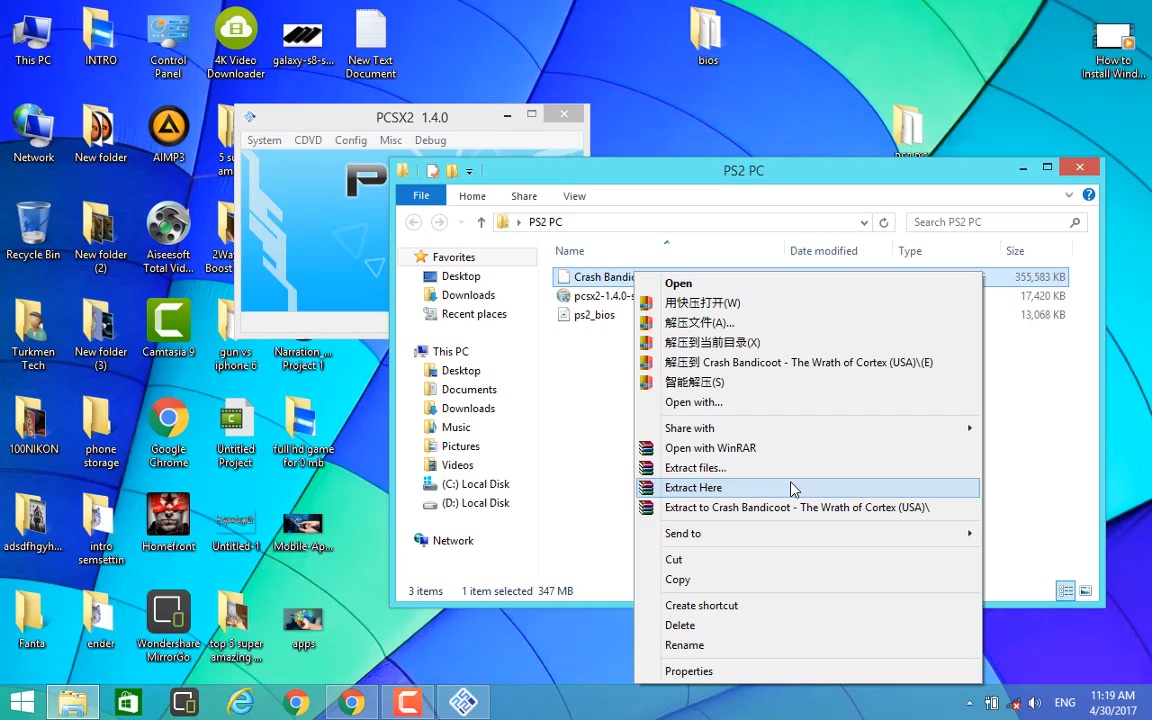 This PC
INTRO
Control
Panel
4K Video
Downloader
galaxy-s8-s...
New Text
Document
bios
How to
Install Wind...
Network
New folder
AIMP3
5 su
am
Recycle Bin
New folder
(2)
Aiseesoft
Total Vid...
2Way
Boost
Turkmen
Tech
New folder
(3)
Camtasia 9
gun vs
iphone 6
Narration_...
Project 1
100NIKON
phone
storage
Google
Chrome
Untitled
Project
full hd game
for 0 mb
adsdfhgyh...
intro
semsettin
Homefront
Untitled-1
Mobile-Ap...
Fanta
ender
Wondershare
MirrorGo
top 5 super
amazing ...
apps
PCSX2 1.4.0
System CDVD Config Misc Debug
P
PS2 PC
File Home Share View
PS2 PC
Search PS2 PC
Name Date modified Type Size
Favorites
Desktop
Downloads
Recent places
This PC
Desktop
Documents
Downloads
Music
Pictures
Videos
(C:) Local Disk
(D:) Local Disk
Network
Crash Bandic 355,583 KB
pcsx2-1.4.0-s 17,420 KB
ps2_bios 13,068 KB
3 items 1 item selected 347 MB
Open
用快压打开(W)
解压文件(A)...
解压到当前目录(X)
解压到 Crash Bandicoot - The Wrath of Cortex (USA)\(E)
智能解压(S)
Open with...
Share with
Open with WinRAR
Extract files...
Extract Here
Extract to Crash Bandicoot - The Wrath of Cortex (USA)\
Send to
Cut
Copy
Create shortcut
Delete
Rename
Properties
ENG
11:19 AM
4/30/2017